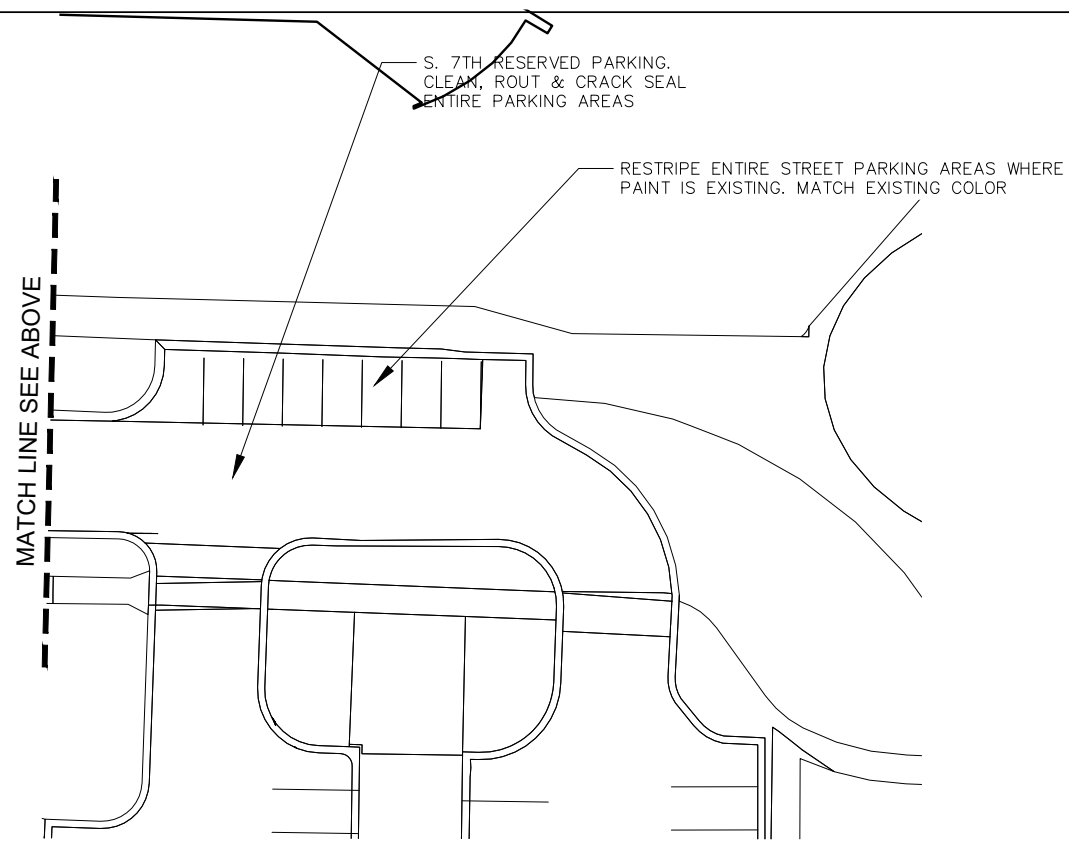 S. 7TH RESERVED PARKING.
CLEAN, ROUT & CRACK SEAL
ENTIRE PARKING AREAS
RESTRIPE ENTIRE STREET PARKING AREAS WHERE
PAINT IS EXISTING. MATCH EXISTING COLOR
MATCH LINE SEE ABOVE